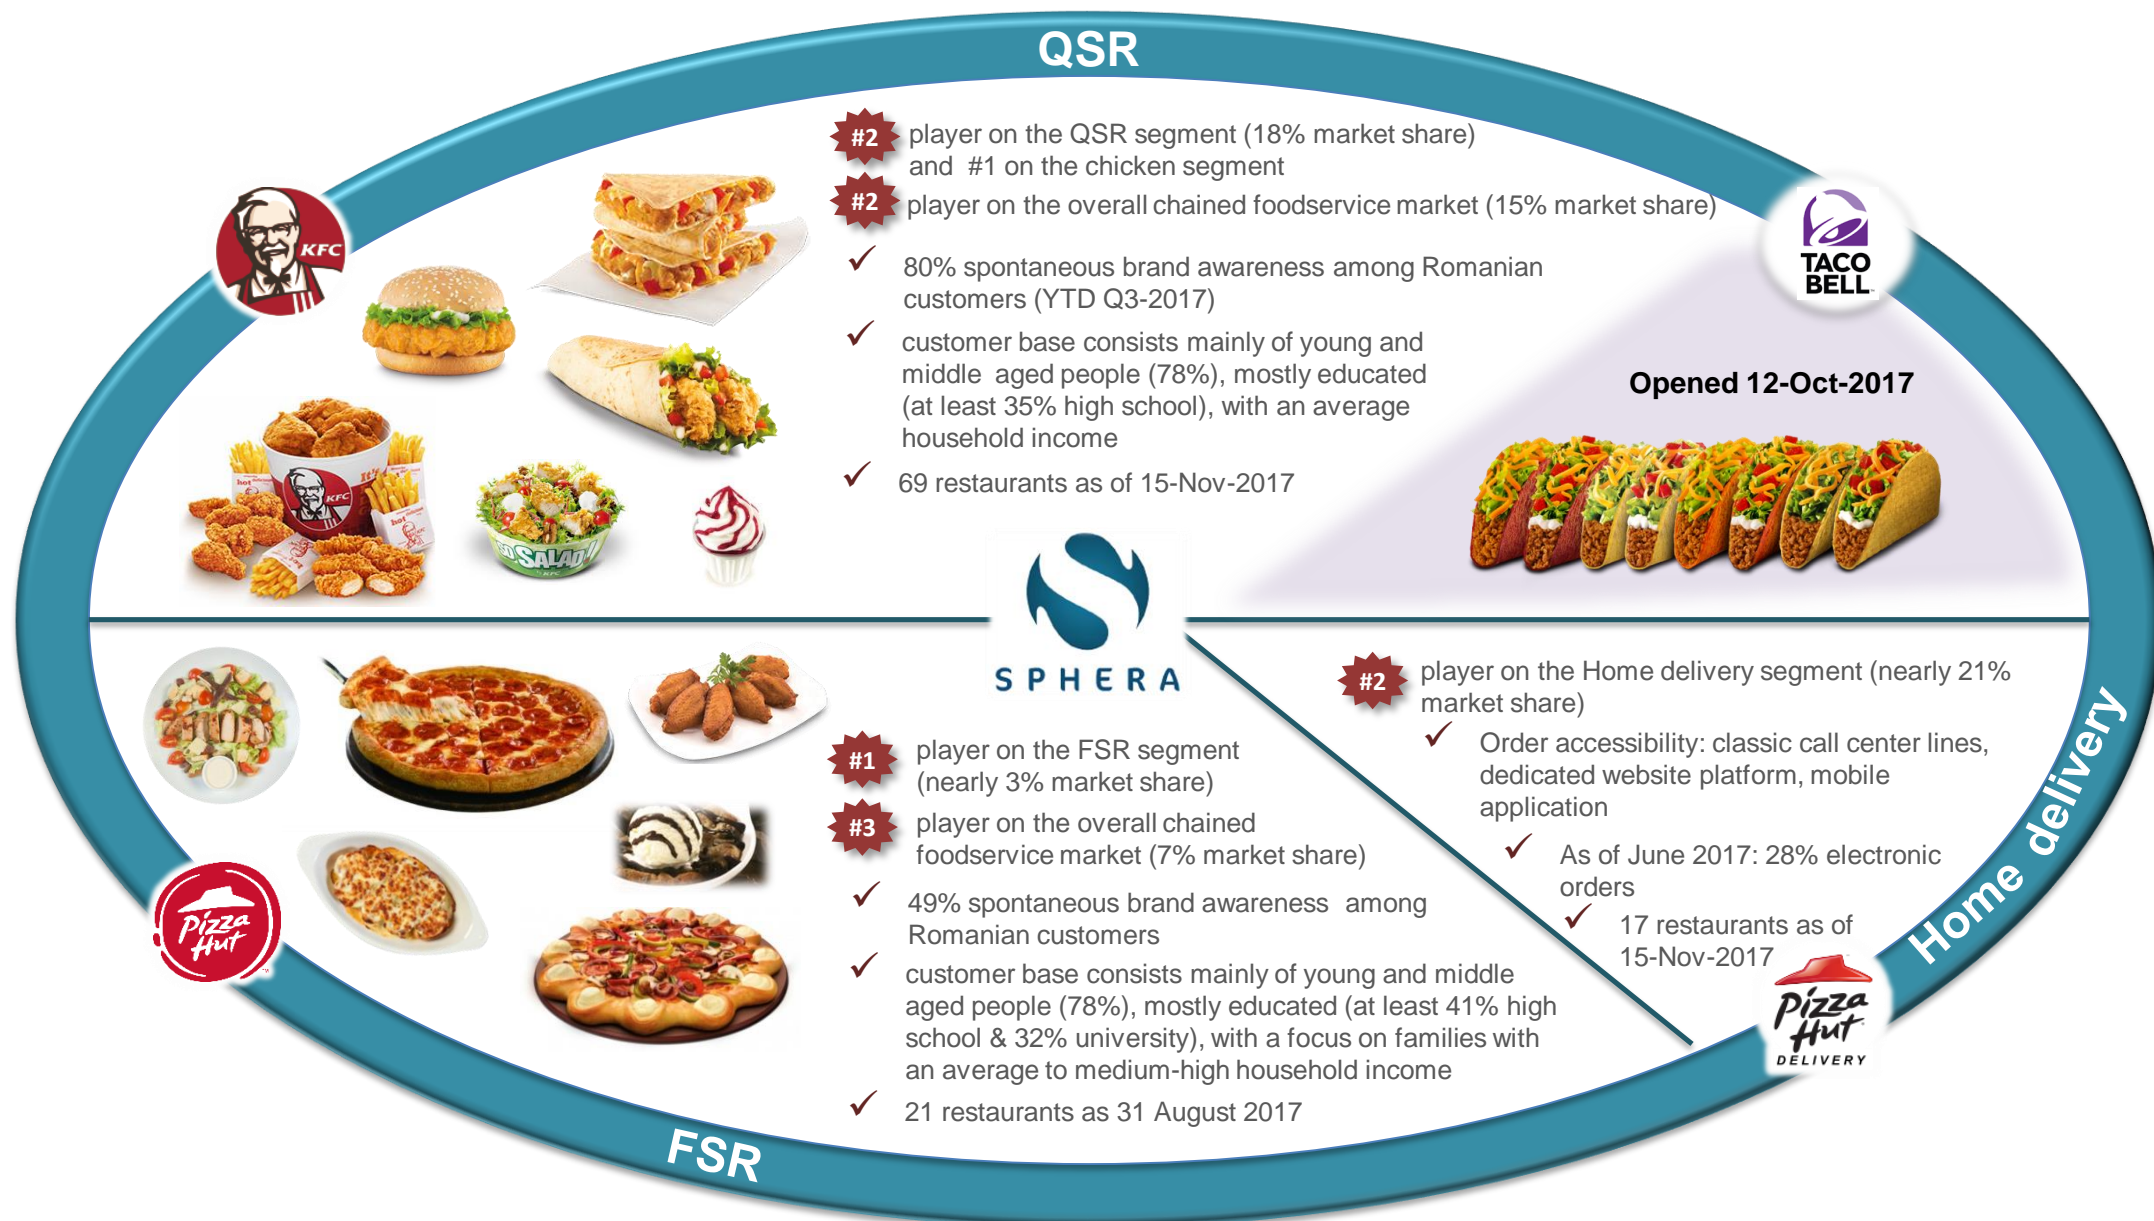 QSR
#2
player on the QSR segment (18% market share)
and #1 on the chicken segment
#2
player on the overall chained foodservice market (15% market share)
80% spontaneous brand awareness among Romanian
customers (YTD Q3-2017)
customer base consists mainly of young and
middle aged people (78%), mostly educated
(at least 35% high school), with an average
household income
69 restaurants as of 15-Nov-2017
KFC
KFC
hot
hot
It's
SALAD
KFC
TACO
BELL
Opened 12-Oct-2017
SPHERA
#1
player on the FSR segment
(nearly 3% market share)
#3
player on the overall chained
foodservice market (7% market share)
49% spontaneous brand awareness among
Romanian customers
customer base consists mainly of young and middle
aged people (78%), mostly educated (at least 41% high
school & 32% university), with a focus on families with
an average to medium-high household income
21 restaurants as 31 August 2017
Pizza
Hut
FSR
#2
player on the Home delivery segment (nearly 21%
market share)
Order accessibility: classic call center lines,
dedicated website platform, mobile
application
As of June 2017: 28% electronic
orders
17 restaurants as of
15-Nov-2017
Pizza
Hut
DELIVERY
Home delivery